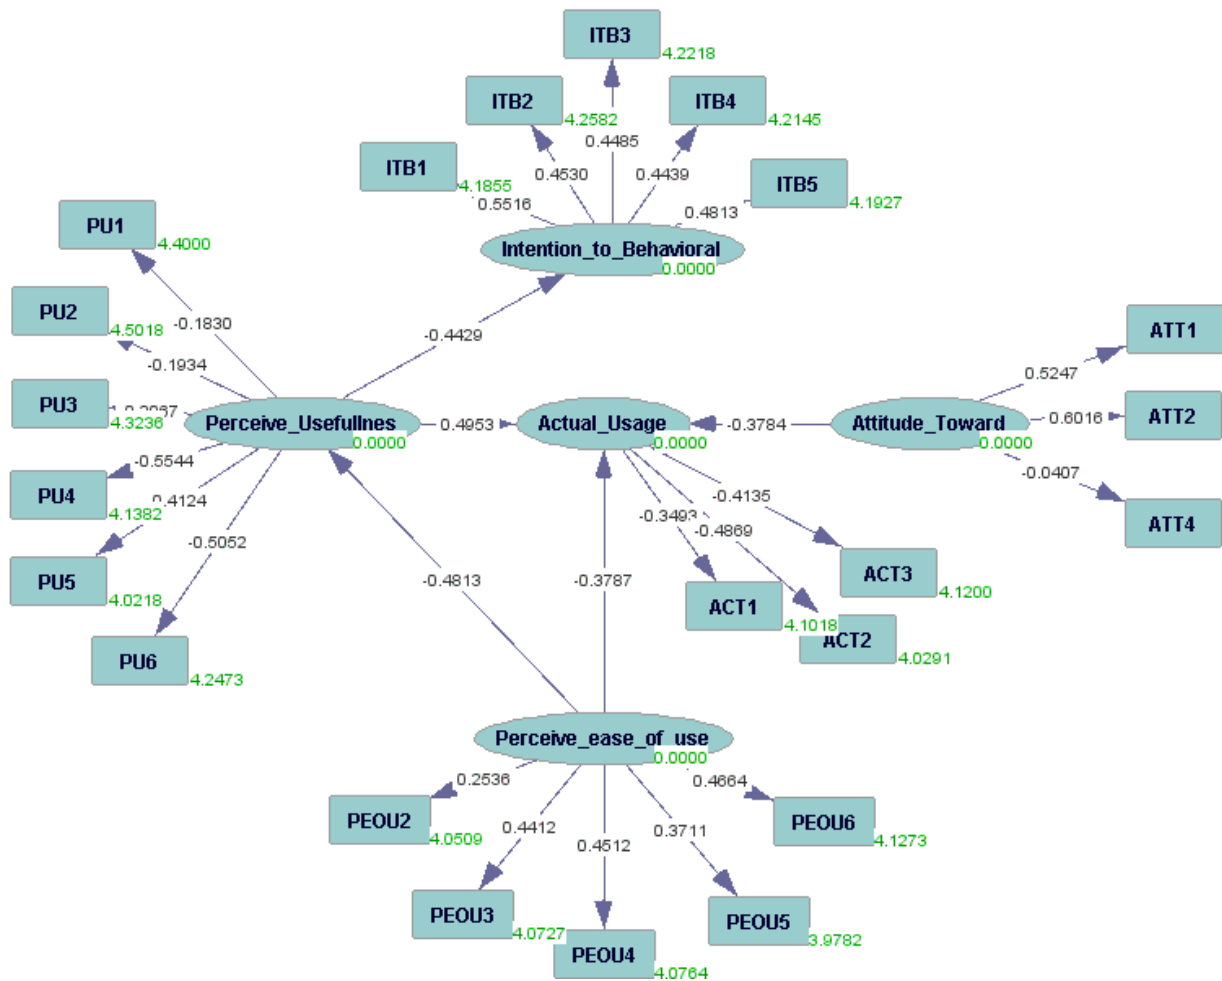 ITB3
4.2218
ITB2
4.2582
ITB4
4.2145
0.4485
ITB1
4.1855
0.4530
0.4439
ITB5
4.1927
0.5516
0.4813
Intention_to_Behavioral
0.0000
PU1
4.4000
-0.1830
PU2
4.5018
-0.1934
-0.4429
PU3
4.3236
ATT1
0.5247
Perceive_Usefullnes
0.0000
0.4953
Actual_Usage
0.0000
-0.3784
Attitude_Toward
0.0000
0.6016
ATT2
-0.5544
PU4
4.1382
0.4124
-0.5052
-0.0407
ATT4
-0.4135
-0.3493
-0.4869
PU5
4.0218
-0.4813
-0.3787
ACT3
4.1200
ACT1
4.1018
ACT2
4.0291
PU6
4.2473
Perceive_ease_of_use
0.0000
0.2536
0.4664
PEOU2
4.0509
0.4412
0.4512
0.3711
PEOU6
4.1273
PEOU3
4.0727
PEOU4
4.0764
PEOU5
3.9782